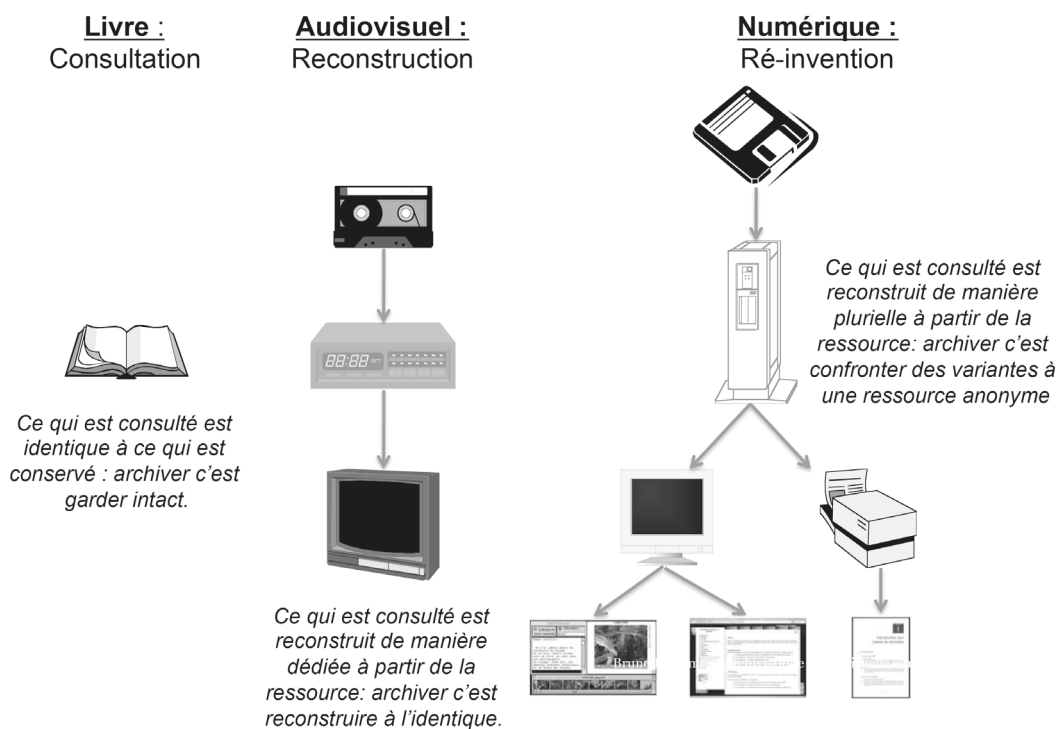 Livre :
Consultation
Ce qui est consulté est
identique à ce qui est
conservé : archiver c’est
garder intact.
Audiovisuel :
Reconstruction
88:88
Ce qui est consulté est
reconstruit de manière
dédiée à partir de la
ressource: archiver c’est
reconstruire à l’identique.
Numérique :
Ré-invention
Ce qui est consulté est
reconstruit de manière
plurielle à partir de la
ressource: archiver c’est
confronter des variantes à
une ressource anonyme